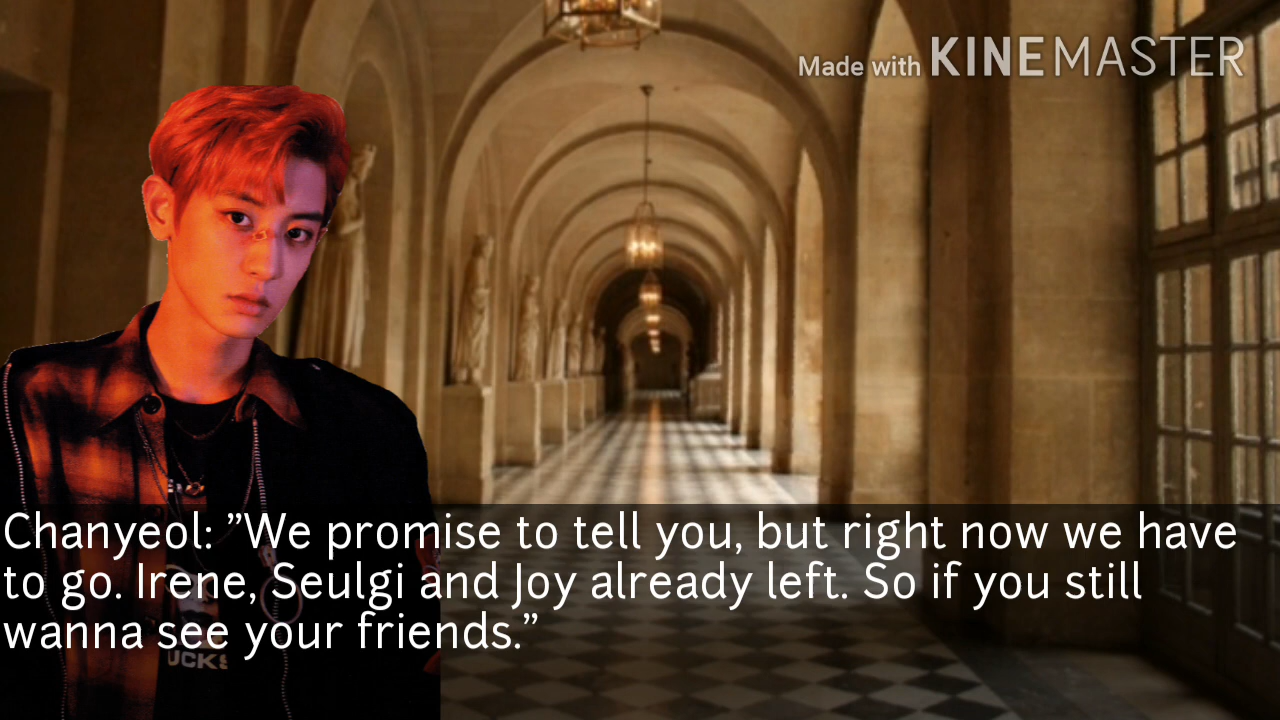 Made with KINEMASTER
Chanyeol: ”We promise to tell you, but right now we have
to go. Irene, Seulgi and Joy already left. So if you still
wanna see your friends.”
UCKS